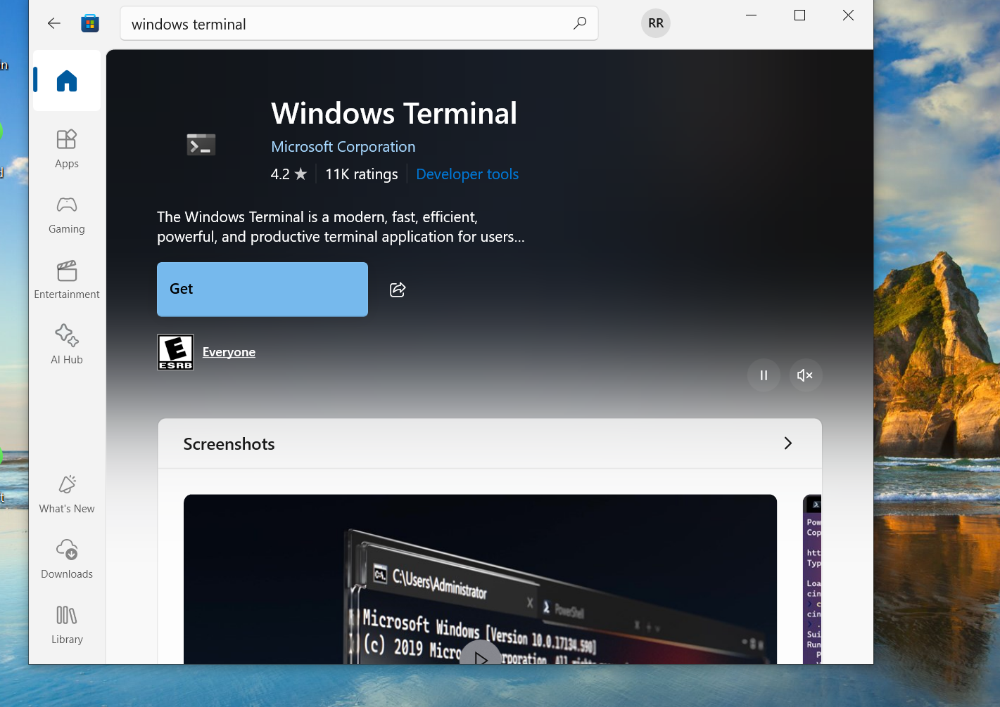 windows terminal
RR
Apps
Gaming
Entertainment
AI Hub
What's New
Downloads
Library
Windows Terminal
Microsoft Corporation
4.2 ★ 11K ratings Developer tools
The Windows Terminal is a modern, fast, efficient,
powerful, and productive terminal application for users...
Get
E
ESRB
Everyone
Screenshots
C:\Users\Administrator
PowerShell
Microsoft Windows [Version 10.0.17134.590]
(c) 2019 Micro
rporation. All rights
Pow
Cop
htt
Typ
Loa
cin
c
cin
.
Sui
Run
P
n
d
t